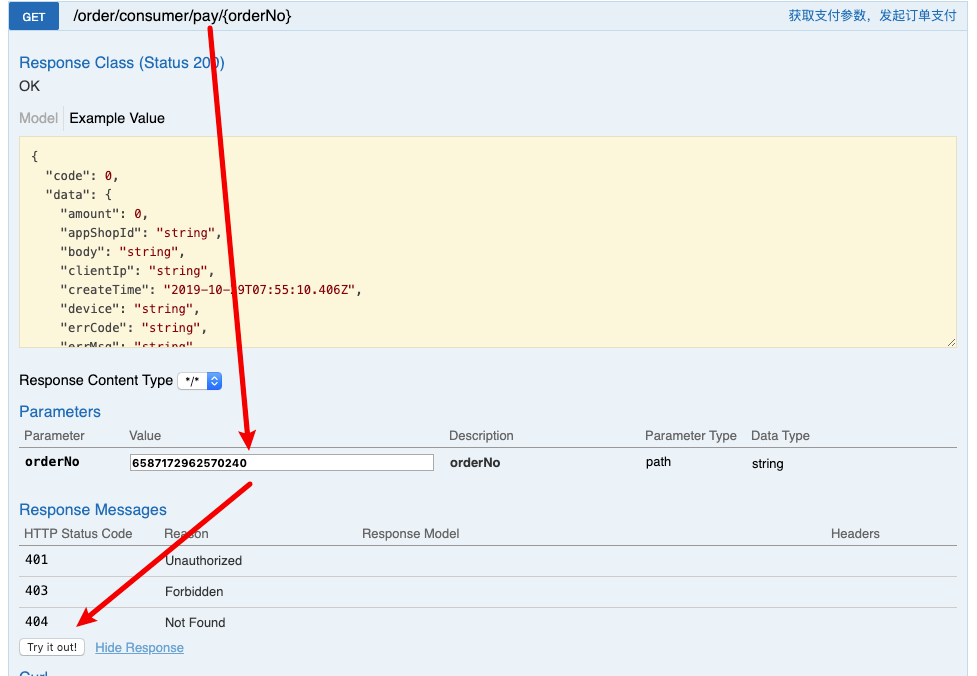 GET /order/consumer/pay/{orderNo} 获取支付参数，发起订单支付
Response Class (Status 200)
OK
Model Example Value
{
"code": 0,
"data": {
"amount": 0,
"appShopId": "string",
"body": "string",
"clientIp": "string",
"createTime": "2019-10-29T07:55:10.406Z",
"device": "string",
"errCode": "string",
"errMsg": "string"
Response Content Type */*
Parameters
Parameter Value Description Parameter Type Data Type
orderNo 6587172962570240 orderNo path string
Response Messages
HTTP Status Code Reason Response Model Headers
401 Unauthorized
403 Forbidden
404 Not Found
Try it out! Hide Response
Curl